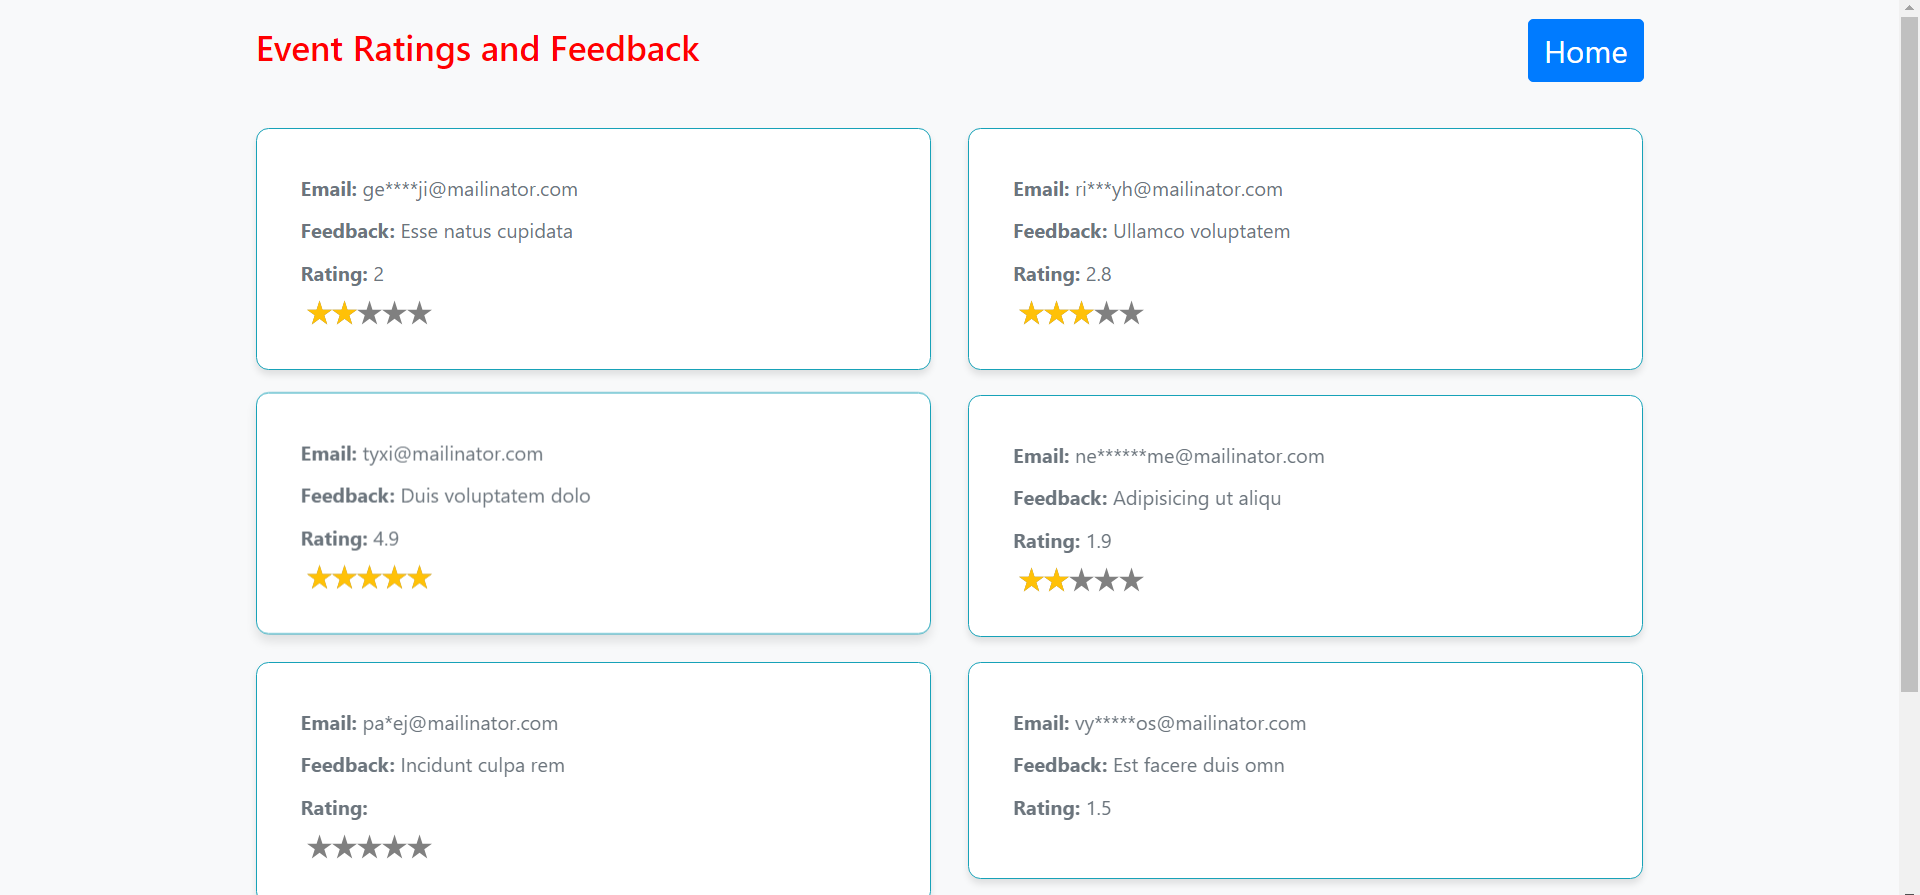 Event Ratings and Feedback
Home
Email: ge****ji@mailinator.com
Feedback: Esse natus cupidata
Rating: 2
Email: ri***yh@mailinator.com
Feedback: Ullamco voluptatem
Rating: 2.8
Email: tyxi@mailinator.com
Feedback: Duis voluptatem dolo
Rating: 4.9
Email: ne******me@mailinator.com
Feedback: Adipisicing ut aliqu
Rating: 1.9
Email: pa*ej@mailinator.com
Feedback: Incidunt culpa rem
Rating:
Email: vy*****os@mailinator.com
Feedback: Est facere duis omn
Rating: 1.5